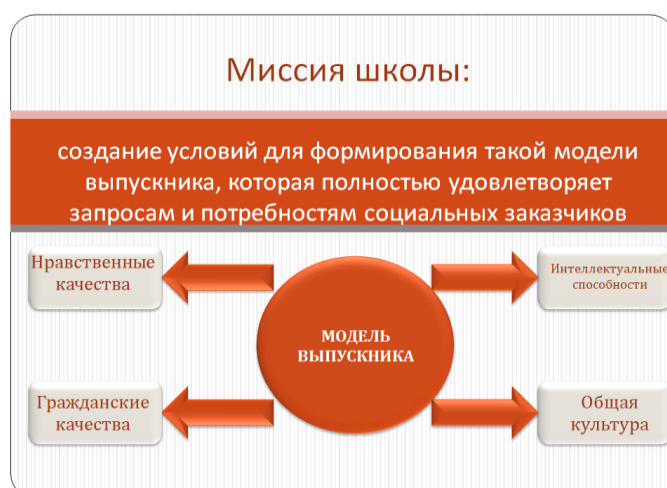 Миссия школы:
создание условий для формирования такой модели
выпускника, которая полностью удовлетворяет
запросам и потребностям социальных заказчиков
Нравственные
качества
Интеллектуальные
способности
МОДЕЛЬ
ВЫПУСКНИКА
Гражданские
качества
Общая
культура